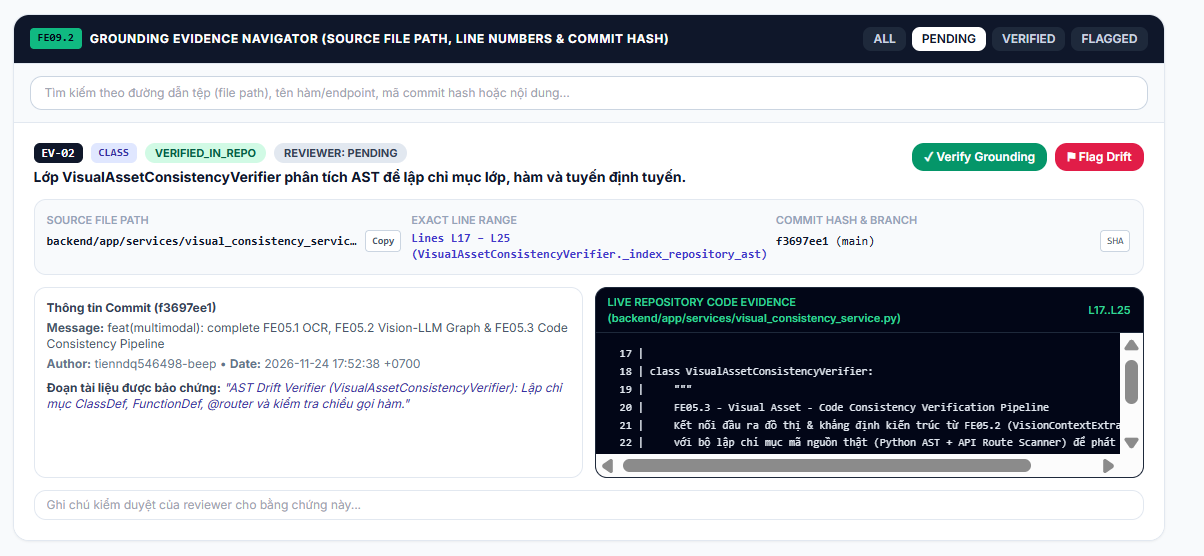 FE09.2 GROUNDING EVIDENCE NAVIGATOR (SOURCE FILE PATH, LINE NUMBERS & COMMIT HASH) ALL PENDING VERIFIED FLAGGED
Tìm kiếm theo đường dẫn tệp (file path), tên hàm/endpoint, mã commit hash hoặc nội dung...
EV-02 CLASS VERIFIED_IN_REPO REVIEWER: PENDING
✓ Verify Grounding
Flag Drift
Lớp VisualAssetConsistencyVerifier phân tích AST để lập chỉ mục lớp, hàm và tuyến định tuyến.
SOURCE FILE PATH
backend/app/services/visual_consistency_servic… Copy
EXACT LINE RANGE
Lines L17 – L25
(VisualAssetConsistencyVerifier._index_repository_ast)
COMMIT HASH & BRANCH
f3697ee1 (main) SHA
Thông tin Commit (f3697ee1)
Message: feat(multimodal): complete FE05.1 OCR, FE05.2 Vision-LLM Graph & FE05.3 Code
Consistency Pipeline
Author: tienndq546498-beep • Date: 2026-11-24 17:52:38 +0700
Đoạn tài liệu được bảo chứng: "AST Drift Verifier (VisualAssetConsistencyVerifier): Lập chỉ
mục ClassDef, FunctionDef, @router và kiểm tra chiều gọi hàm."
LIVE REPOSITORY CODE EVIDENCE
(backend/app/services/visual_consistency_service.py)
L17..L25
17 |
18 | class VisualAssetConsistencyVerifier:
19 |     """
20 |     FE05.3 - Visual Asset - Code Consistency Verification Pipeline
21 |     Kết nối đầu ra đồ thị & khẳng định kiến trúc từ FE05.2 (VisionContextExtra
22 |     với bộ lập chỉ mục mã nguồn thật (Python AST + API Route Scanner) để phát
Ghi chú kiểm duyệt của reviewer cho bằng chứng này...